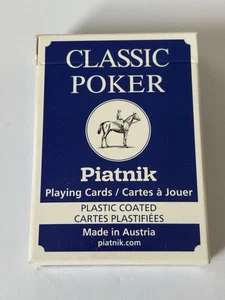 CLASSIC
POKER
Piatnik
Playing Cards / Cartes à Jouer
PLASTIC COATED
CARTES PLASTIFIÉES
Made in Austria
piatnik.com